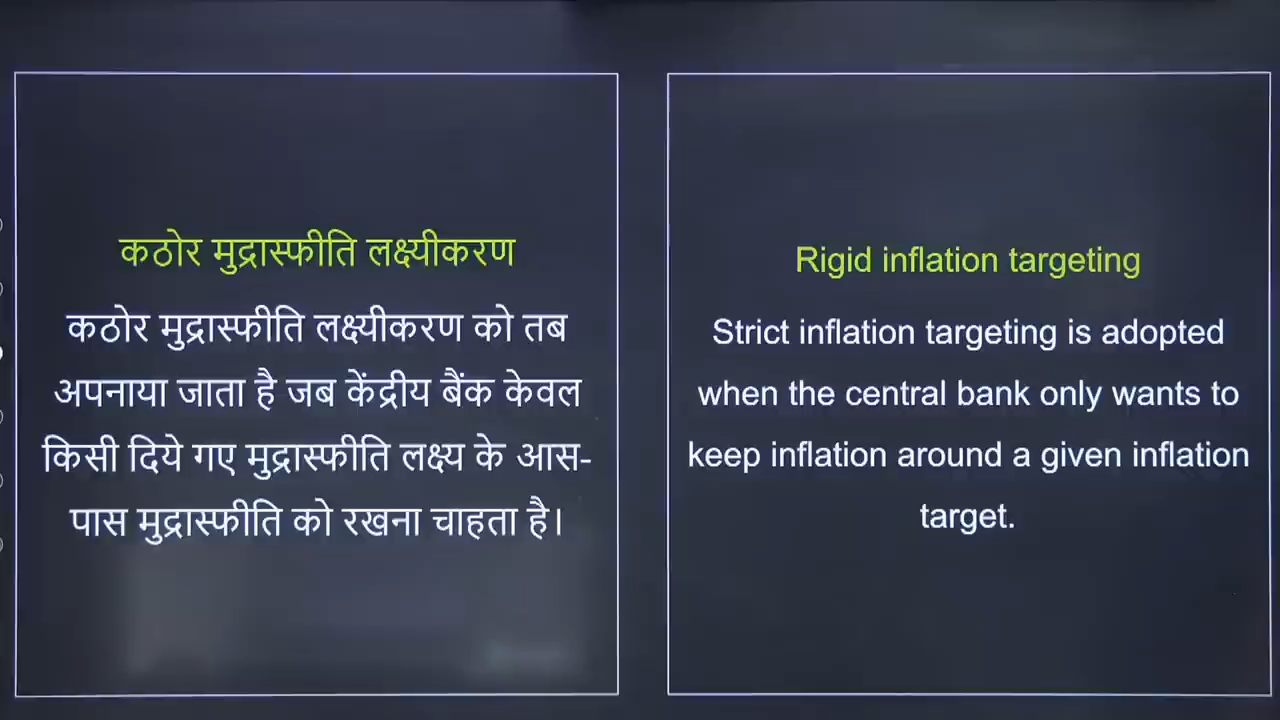 कठोर मुद्रास्फीति लक्ष्यीकरण
कठोर मुद्रास्फीति लक्ष्यीकरण को तब
अपनाया जाता है जब केंद्रीय बैंक केवल
किसी दिये गए मुद्रास्फीति लक्ष्य के आस-
पास मुद्रास्फीति को रखना चाहता है।
Rigid inflation targeting
Strict inflation targeting is adopted
when the central bank only wants to
keep inflation around a given inflation
target.